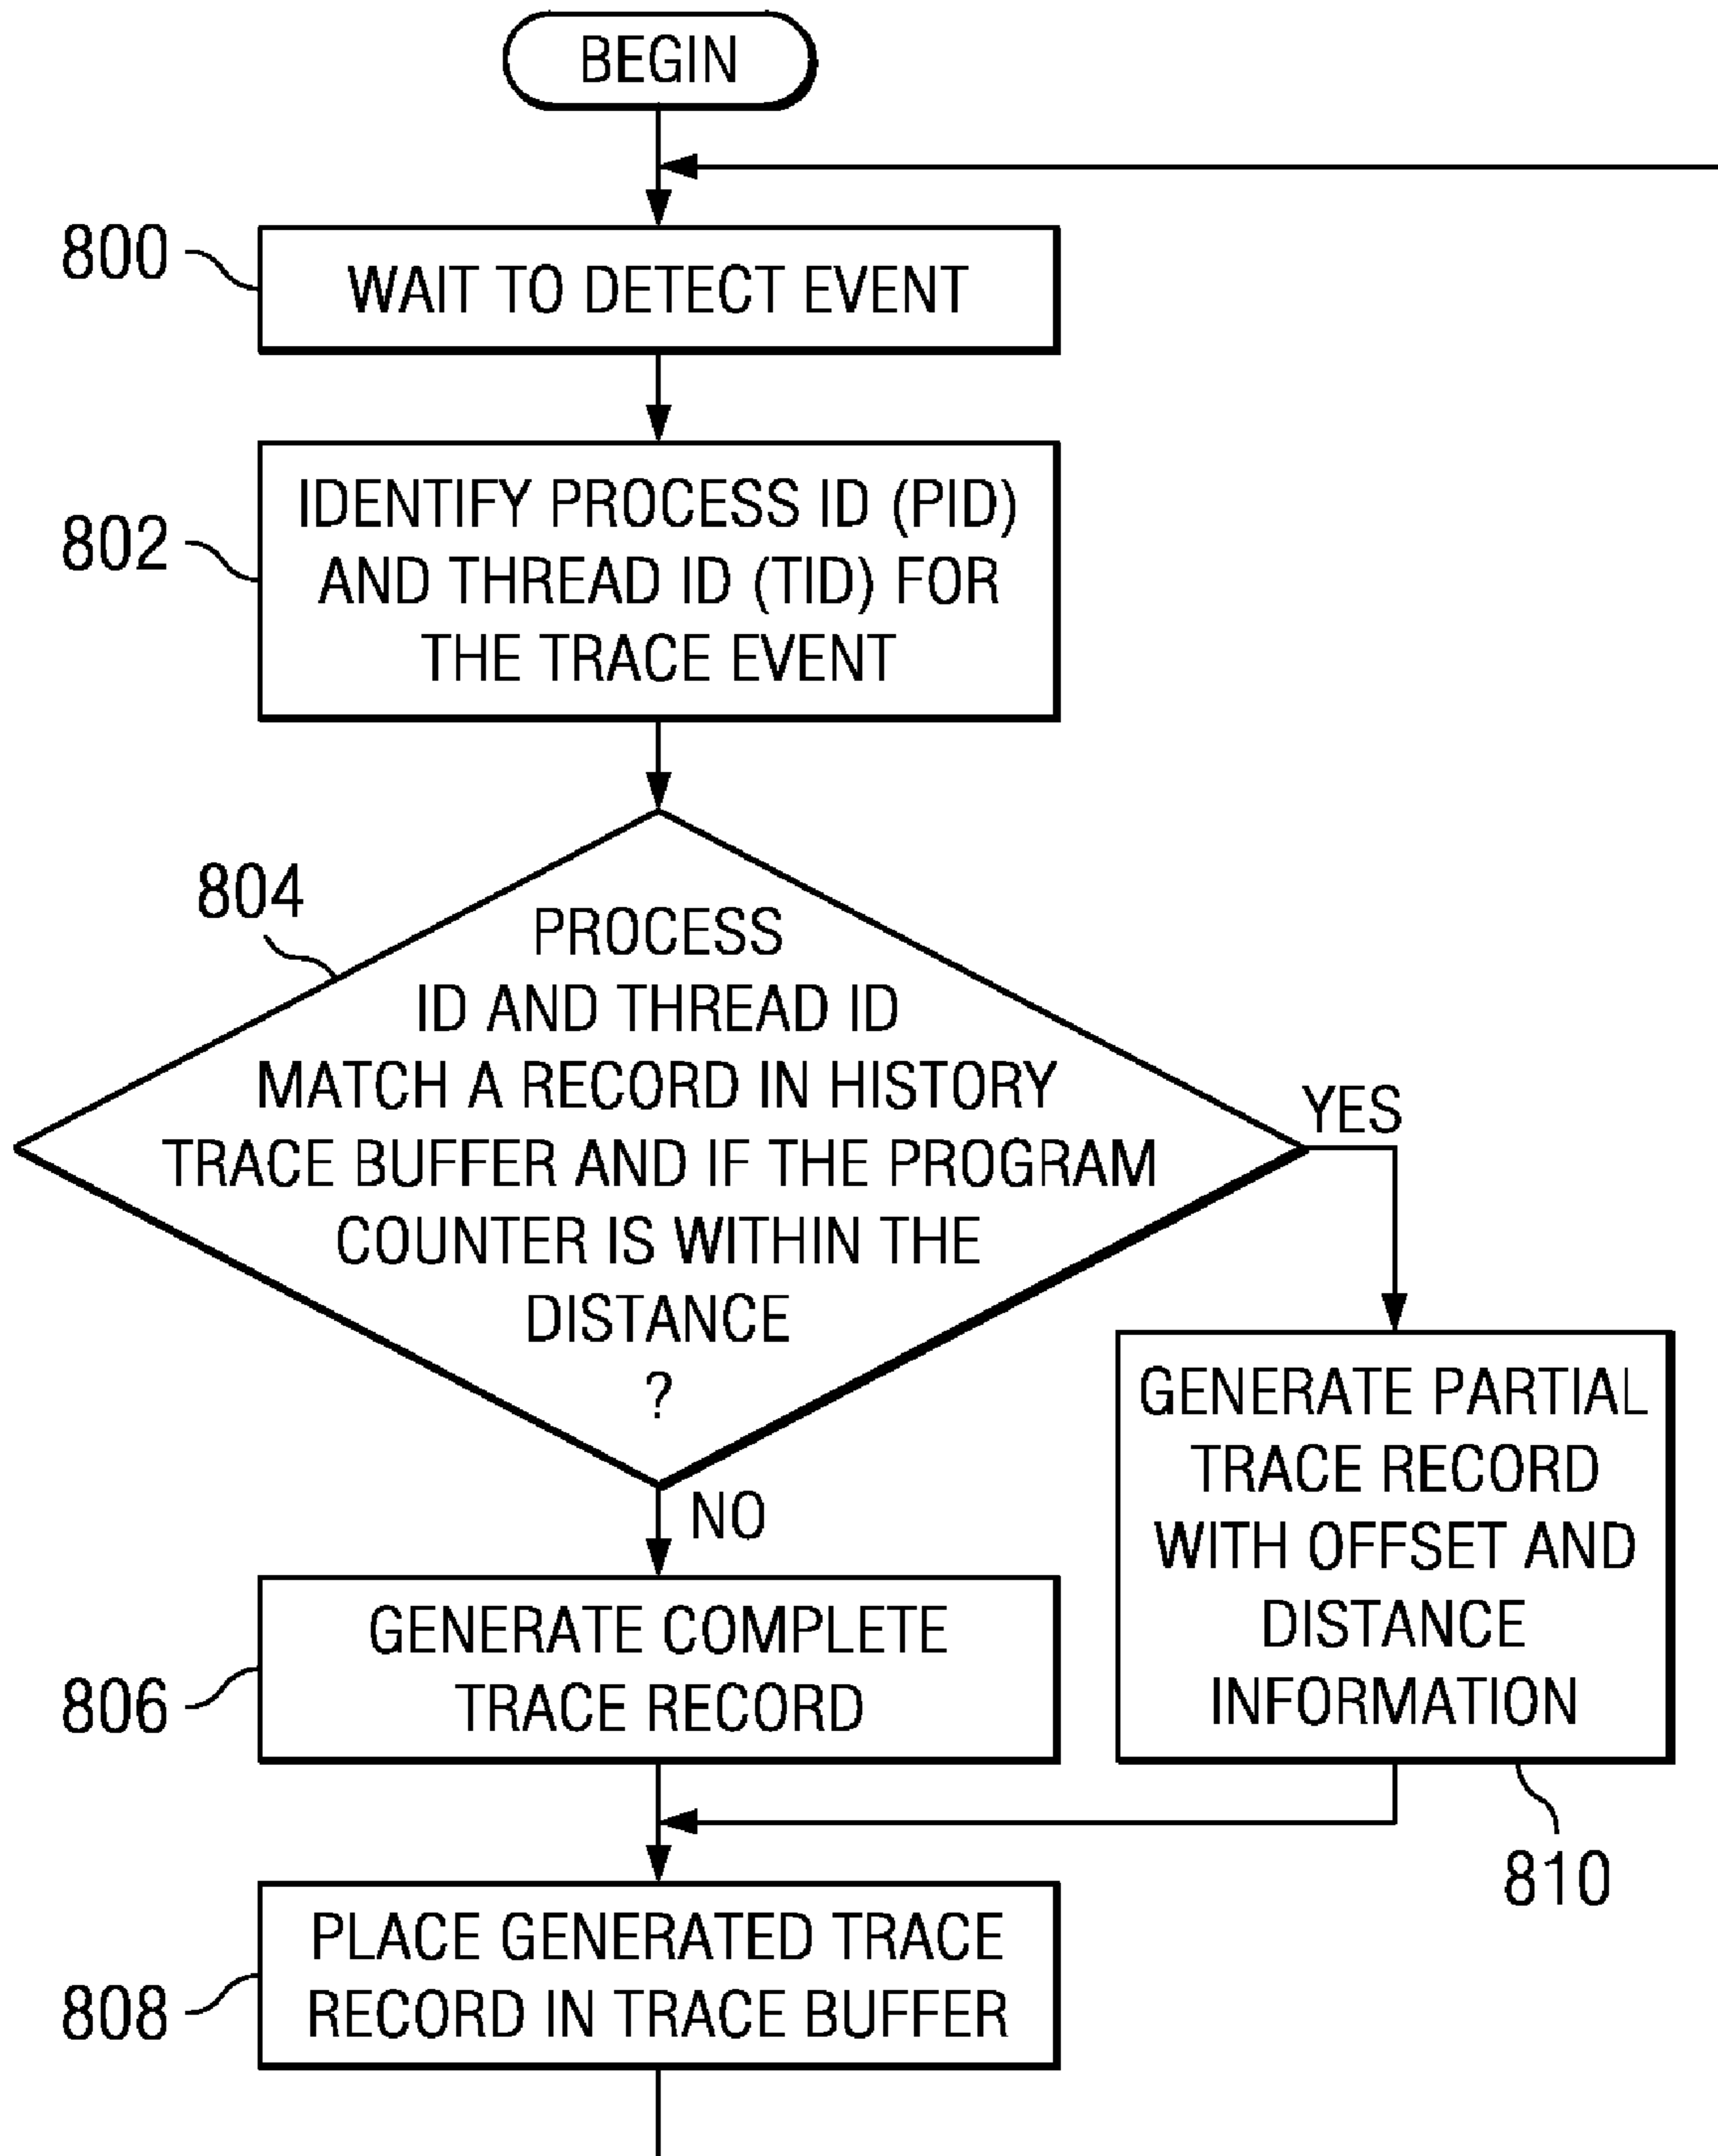 BEGIN
800
WAIT TO DETECT EVENT
802
IDENTIFY PROCESS ID (PID)
AND THREAD ID (TID) FOR
THE TRACE EVENT
804
PROCESS
ID AND THREAD ID
MATCH A RECORD IN HISTORY
TRACE BUFFER AND IF THE PROGRAM
COUNTER IS WITHIN THE
DISTANCE
?
YES
NO
GENERATE PARTIAL
TRACE RECORD
WITH OFFSET AND
DISTANCE
INFORMATION
810
806
GENERATE COMPLETE
TRACE RECORD
808
PLACE GENERATED TRACE
RECORD IN TRACE BUFFER